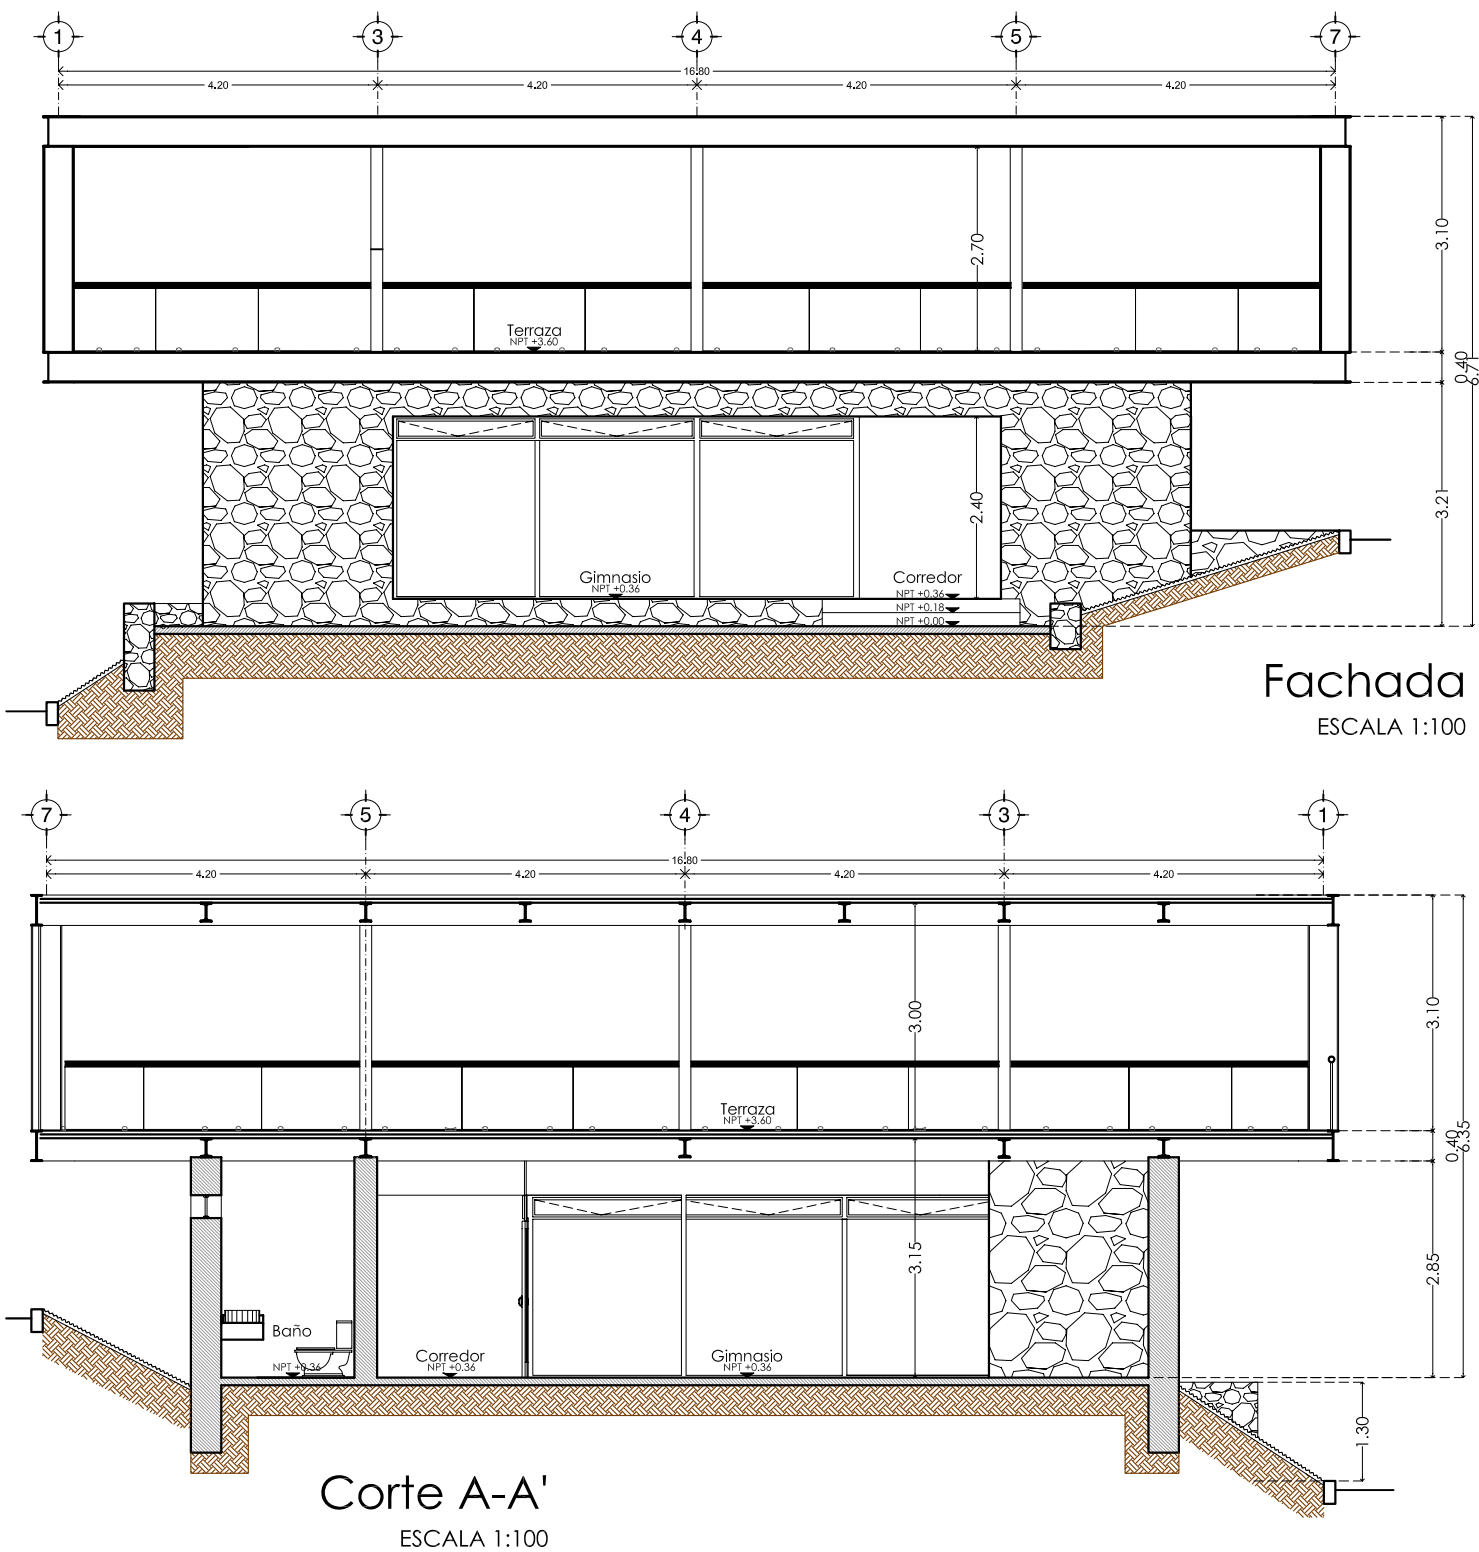 1 3 4 5 7
16.80
4.20 4.20 4.20 4.20
2.70
3.10
Terraza
NPT +3.60
0.40
6.71
2.40
3.21
Gimnasio
NPT +0.36
Corredor
NPT +0.36
NPT +0.18
NPT +0.00
Fachada
ESCALA 1:100
7 5 4 3 1
16.80
4.20 4.20 4.20 4.20
3.00
3.10
Terraza
NPT +3.60
0.40
6.35
3.15
2.85
Baño
NPT +0.36
Corredor
NPT +0.36
Gimnasio
NPT +0.36
1.30
Corte A-A'
ESCALA 1:100